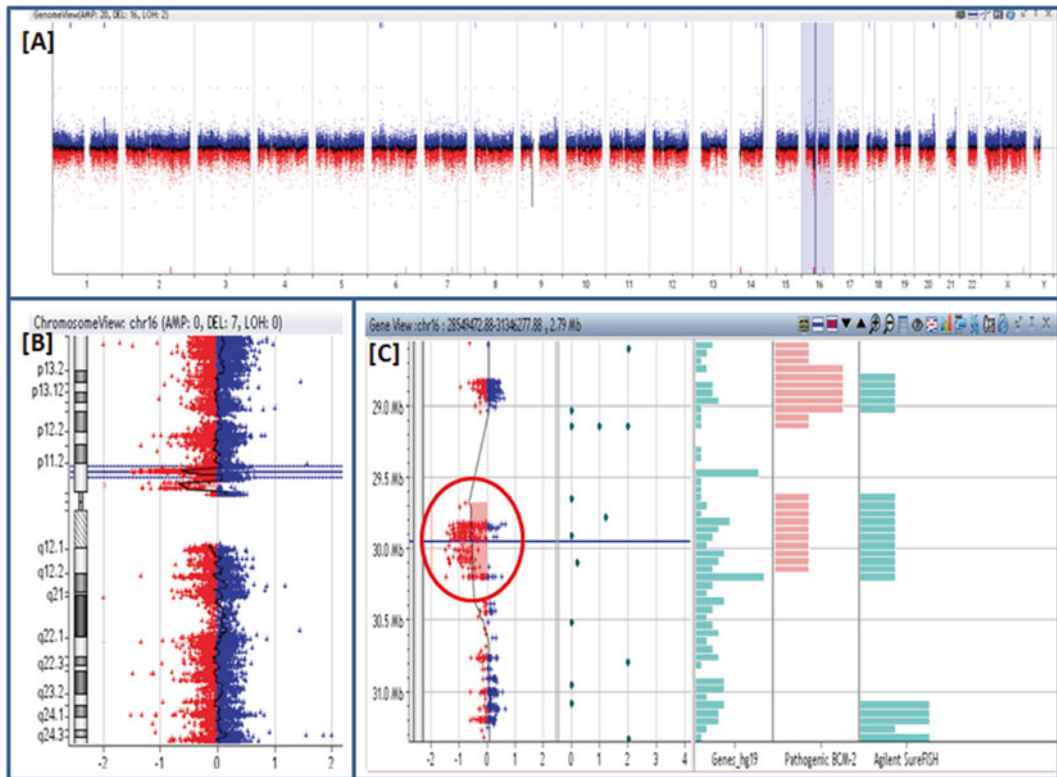 GenomeView(AMP: 20, DEL: 16, LOH: 2)
[A]
1 2 3 4 5 6 7 8 9 10 11 12 13 14 15 16 17 18 19 20 21 22 X Y
[B]
ChromosomeView: chr16 (AMP: 0, DEL: 7, LOH: 0)
p13.2
p13.12
p12.2
p11.2
q12.1
q12.2
q21
q22.1
q22.3
q23.2
q24.1
q24.3
-2 -1 0 1 2
[C]
Gene View :chr16 : 28549472.88-31346277.88 , 2.79 Mb
29.0 Mb
29.5 Mb
30.0 Mb
30.5 Mb
31.0 Mb
-2 -1 0 1 2 3 4 0 1 2 3 4
Genes_hg19 Pathogenic BCM-2 Agilent SureFISH